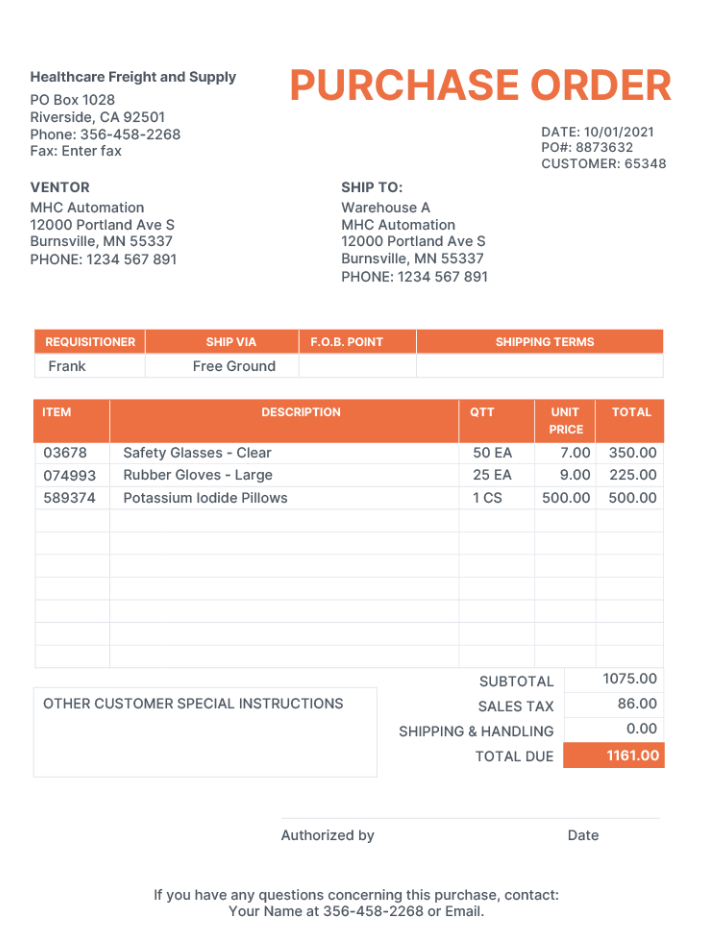 Healthcare Freight and Supply
PURCHASE ORDER
PO Box 1028
Riverside, CA 92501
Phone: 356-458-2268
Fax: Enter fax
DATE: 10/01/2021
PO#: 8873632
CUSTOMER: 65348
VENTOR
MHC Automation
12000 Portland Ave S
Burnsville, MN 55337
PHONE: 1234 567 891
SHIP TO:
Warehouse A
MHC Automation
12000 Portland Ave S
Burnsville, MN 55337
PHONE: 1234 567 891
REQUISITIONER SHIP VIA F.O.B. POINT SHIPPING TERMS
Frank Free Ground
ITEM DESCRIPTION QTT UNIT PRICE TOTAL
03678 Safety Glasses - Clear 50 EA 7.00 350.00
074993 Rubber Gloves - Large 25 EA 9.00 225.00
589374 Potassium Iodide Pillows 1 CS 500.00 500.00
SUBTOTAL 1075.00
OTHER CUSTOMER SPECIAL INSTRUCTIONS
SALES TAX 86.00
SHIPPING & HANDLING 0.00
TOTAL DUE 1161.00
Authorized by Date
If you have any questions concerning this purchase, contact:
Your Name at 356-458-2268 or Email.